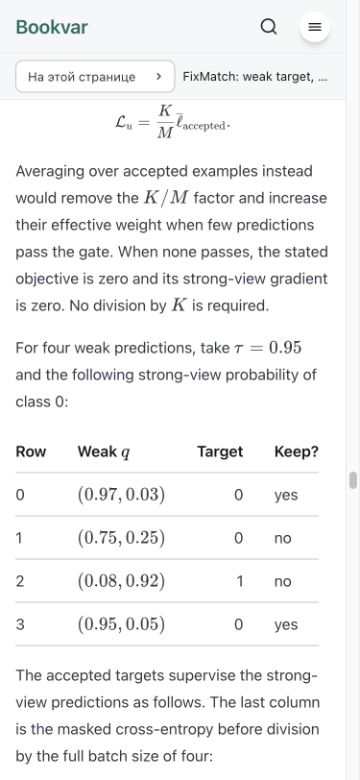 Bookvar
На этой странице > FixMatch: weak target, ...
ℒᵤ = K/M ℓ̄_accepted.
Averaging over accepted examples instead
would remove the K/M factor and increase
their effective weight when few predictions
pass the gate. When none passes, the stated
objective is zero and its strong-view gradient
is zero. No division by K is required.
For four weak predictions, take τ = 0.95
and the following strong-view probability of
class 0:
Row Weak q Target Keep?
0 (0.97, 0.03) 0 yes
1 (0.75, 0.25) 0 no
2 (0.08, 0.92) 1 no
3 (0.95, 0.05) 0 yes
The accepted targets supervise the strong-
view predictions as follows. The last column
is the masked cross-entropy before division
by the full batch size of four: